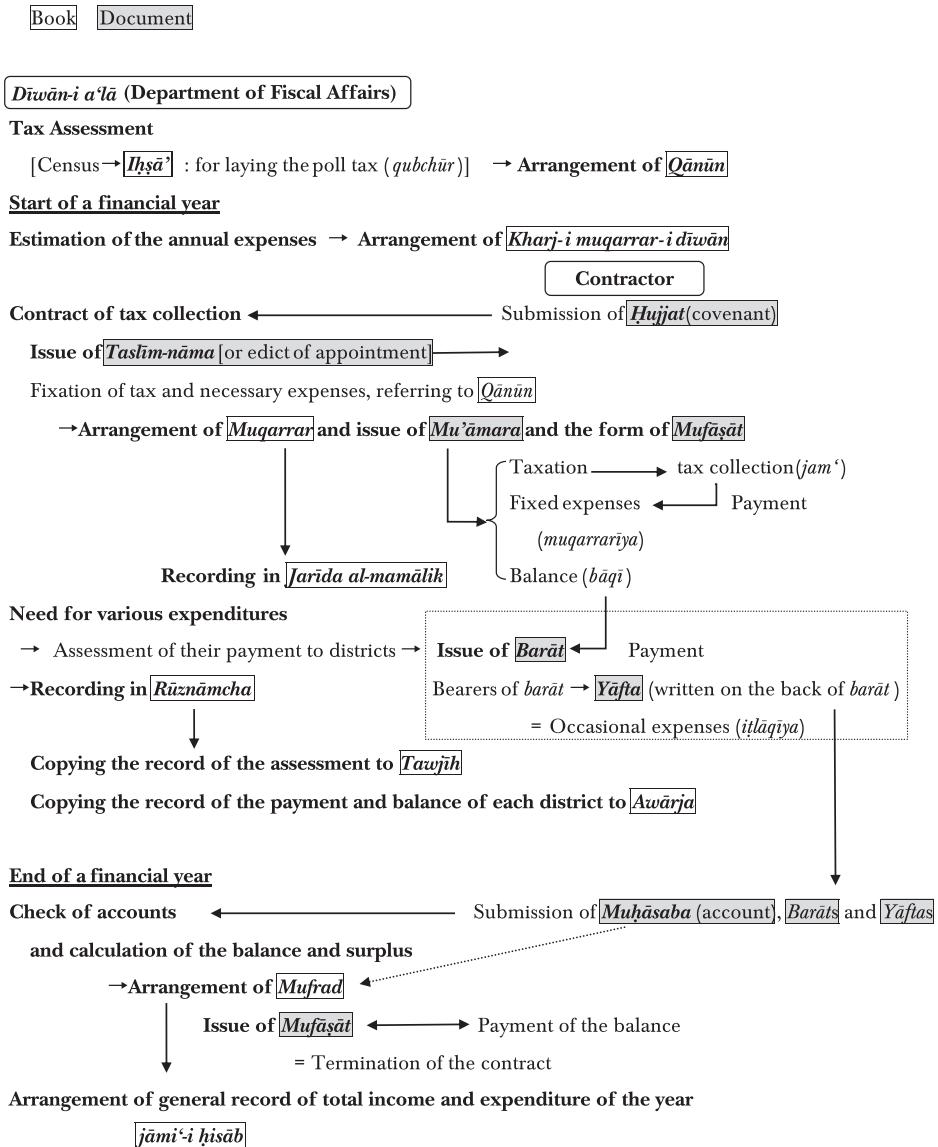 Book Document
Dīwān-i a‘lā (Department of Fiscal Affairs)
Tax Assessment
[Census → Iḥṣā’ : for laying the poll tax (qubchūr)] → Arrangement of Qānūn
Start of a financial year
Estimation of the annual expenses → Arrangement of Kharj-i muqarrar-i dīwān
Contractor
Contract of tax collection ← Submission of Ḥujjat (covenant)
Issue of Taslīm-nāma [or edict of appointment] →
Fixation of tax and necessary expenses, referring to Qānūn
→Arrangement of Muqarrar and issue of Mu’āmara and the form of Mufāṣāt
Taxation → tax collection (jam‘)
Fixed expenses ← Payment
(muqarrarīya)
Recording in Jarīda al-mamālik Balance (bāqī)
Need for various expenditures
→ Assessment of their payment to districts → Issue of Barāt ← Payment
→Recording in Rūznāmcha Bearers of barāt → Yāfta (written on the back of barāt )
= Occasional expenses (iṭlāqīya)
Copying the record of the assessment to Tawjīh
Copying the record of the payment and balance of each district to Awārja
End of a financial year
Check of accounts ← Submission of Muḥāsaba (account), Barāts and Yāftas
and calculation of the balance and surplus
→Arrangement of Mufrad
Issue of Mufāṣāt ↔ Payment of the balance
= Termination of the contract
Arrangement of general record of total income and expenditure of the year
jāmi‘-i ḥisāb